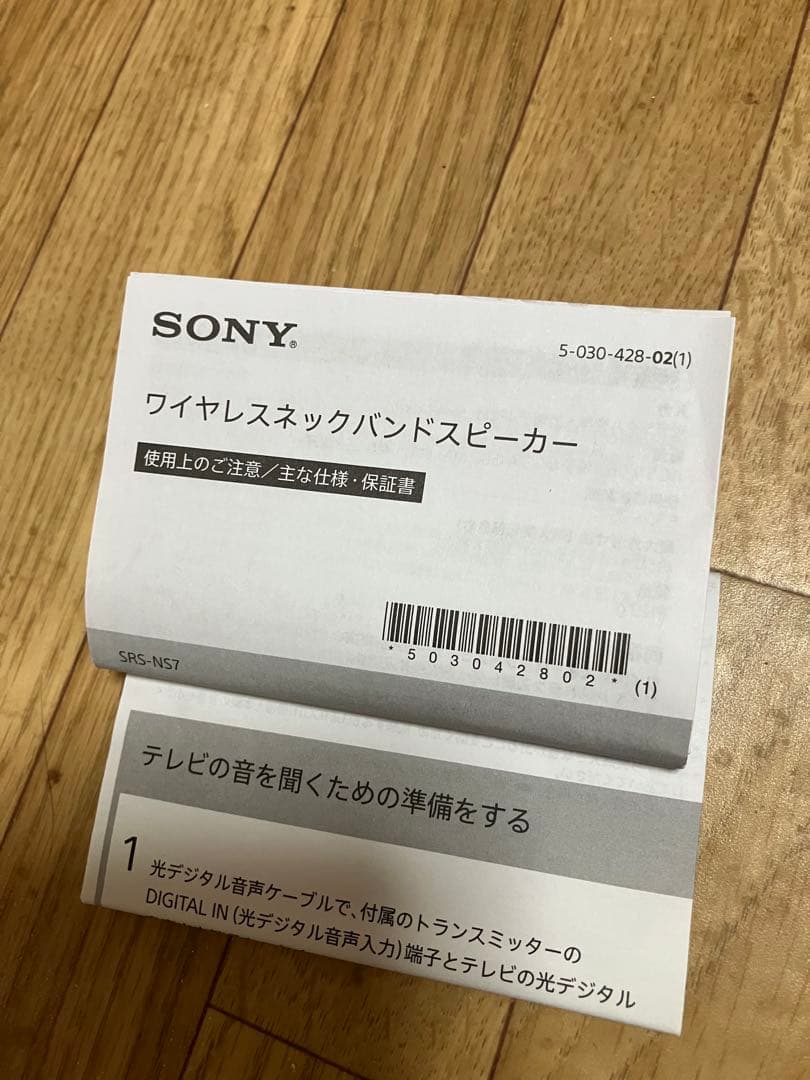 SONY®
5-030-428-02(1)
ワイヤレスネックバンドスピーカー
使用上のご注意／主な仕様・保証書
*503042802*
(1)
SRS-NS7
テレビの音を聞くための準備をする
1 光デジタル音声ケーブルで、付属のトランスミッターの
DIGITAL IN（光デジタル音声入力）端子とテレビの光デジタル